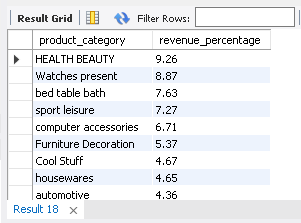 Result Grid Filter Rows:
product_category revenue_percentage
HEALTH BEAUTY 9.26
Watches present 8.87
bed table bath 7.63
sport leisure 7.27
computer accessories 6.71
Furniture Decoration 5.37
Cool Stuff 4.67
housewares 4.65
automotive 4.36
Result 18 ×